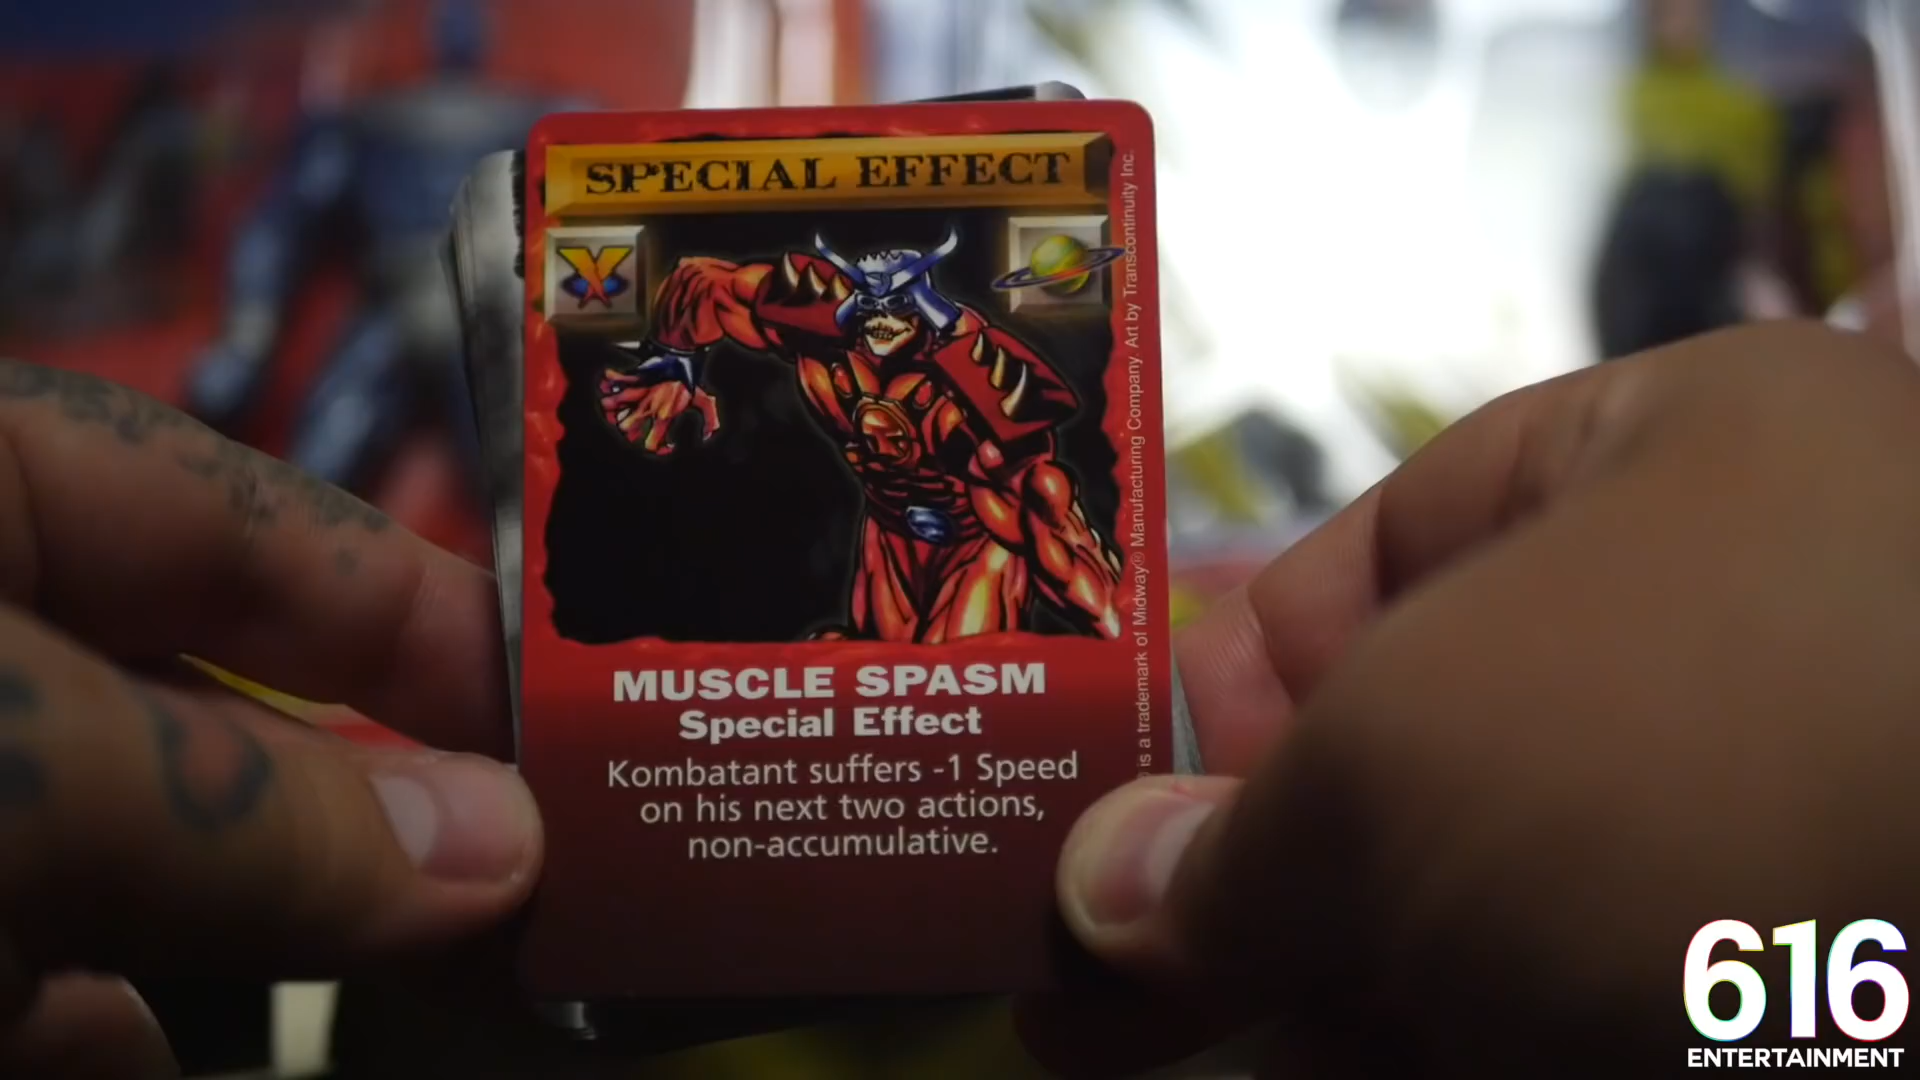 SPECIAL EFFECT
is a trademark of Midway® Manufacturing Company. Art by Transcontinuity Inc.
MUSCLE SPASM
Special Effect
Kombatant suffers -1 Speed
on his next two actions,
non-accumulative.
616
ENTERTAINMENT